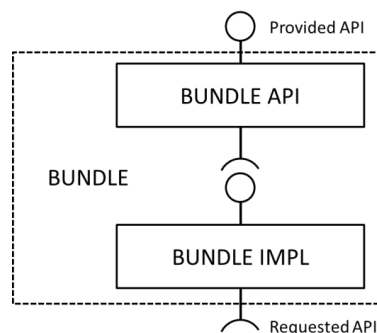 Provided API
BUNDLE API
BUNDLE
BUNDLE IMPL
Requested API